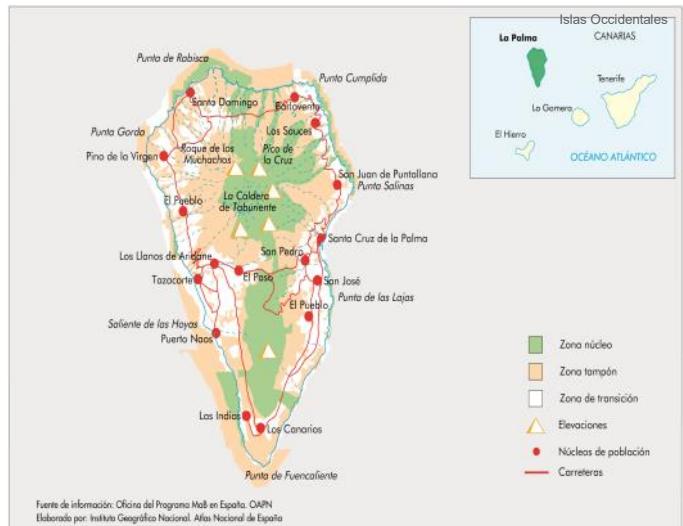 Islas Occidentales
La Palma
CANARIAS
Tenerife
La Gomera
El Hierro
OCÉANO ATLÁNTICO
Punta de Rabisca
Punta Cumplida
Santo Domingo
Barlovento
Punta Gorda
Los Sauces
Roque de los
Muchachos
Pico de
la Cruz
Pino de la Virgen
San Juan de Puntallana
Punta Salinas
El Pueblo
La Caldera
de Taburiente
Santa Cruz de la Palma
Los Llanos de Aridane
San Pedro
El Paso
Tazacorte
San José
El Pueblo
Punta de las Lajas
Saliente de las Hoyas
Puerto Naos
Las Indias
Los Canarios
Punta de Fuencaliente
Zona núcleo
Zona tampón
Zona de transición
Elevaciones
Núcleos de población
Carreteras
Fuente de información: Oficina del Programa MaB en España. OAPN
Elaborado por: Instituto Geográfico Nacional. Atlas Nacional de España